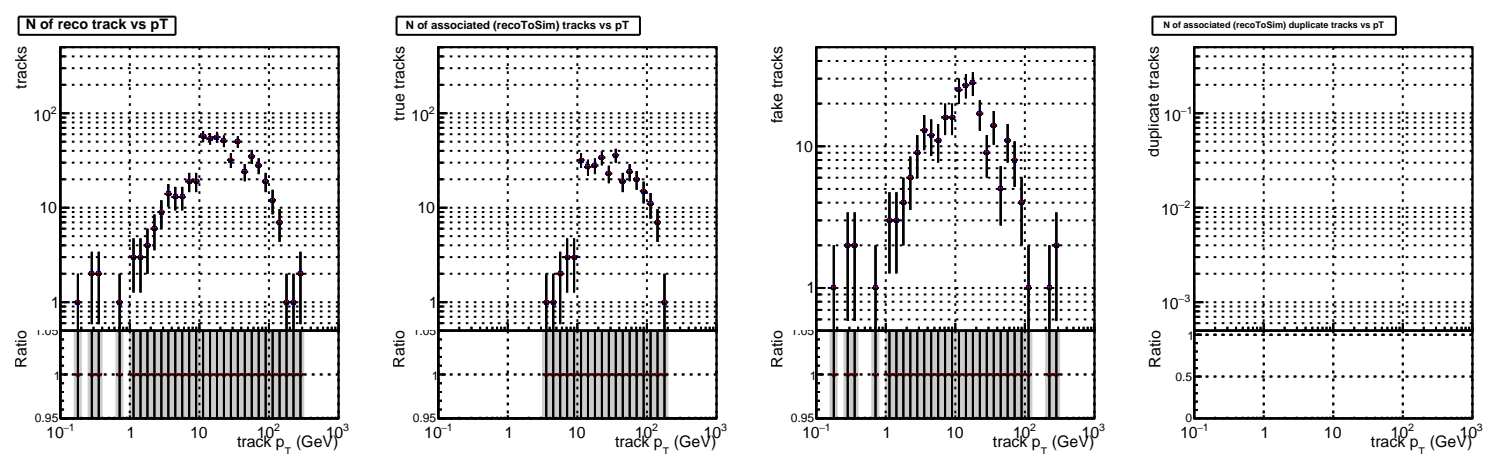 N of reco track vs pT
N of associated (recoToSim) tracks vs pT
N of associated (recoToSim) duplicate tracks vs pT
tracks
10²
10
1
Ratio
1.05
1
0.95
10⁻¹ 1 10 10² 10³
track p_T (GeV)
true tracks
10²
10
1
Ratio
1.05
1
0.95
10⁻¹ 1 10 10² 10³
track p_T (GeV)
fake tracks
10
1
Ratio
1.05
1
0.95
10⁻¹ 1 10 10² 10³
track p_T (GeV)
duplicate tracks
10⁻¹
10⁻²
10⁻³
Ratio
1
0.5
0
10⁻¹ 1 10 10² 10³
track p_T (GeV)